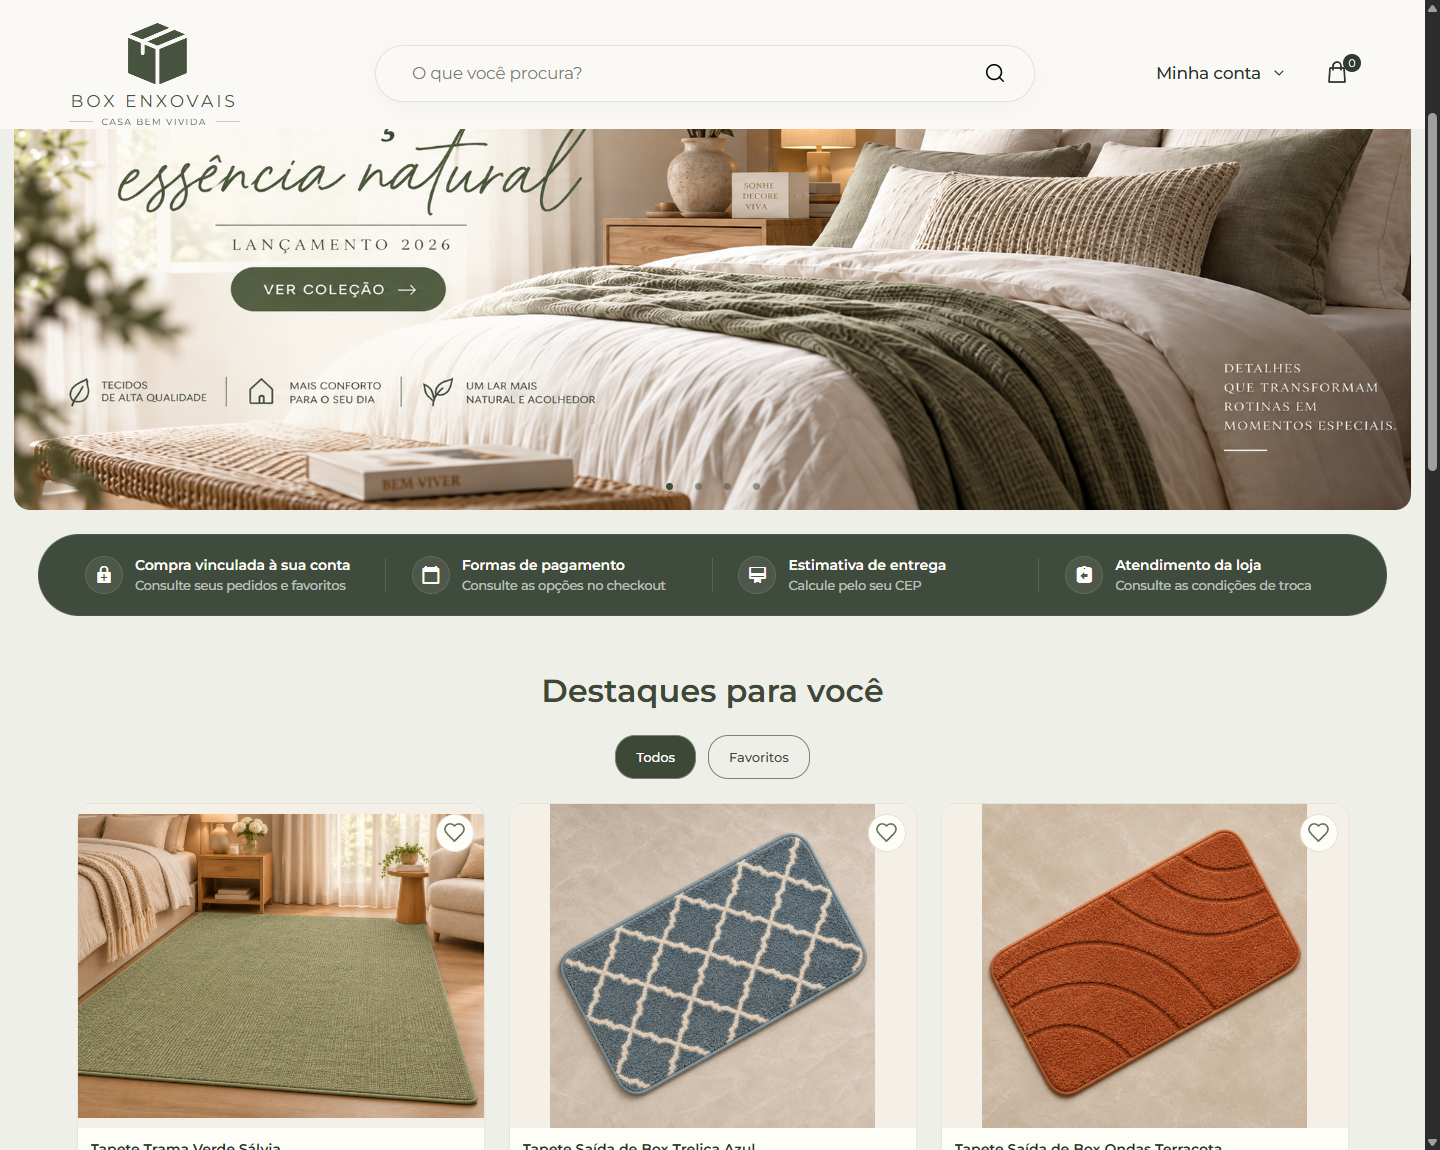 BOX ENXOVAIS
CASA BEM VIVIDA
O que você procura?
Minha conta
0
essência natural
LANÇAMENTO 2026
VER COLEÇÃO
TECIDOS
DE ALTA QUALIDADE
MAIS CONFORTO
PARA O SEU DIA
UM LAR MAIS
NATURAL E ACOLHEDOR
SONHE
DECORE
VIVA
BEM VIVER
DETALHES
QUE TRANSFORMAM
ROTINAS EM
MOMENTOS ESPECIAIS.
Compra vinculada à sua conta
Consulte seus pedidos e favoritos
Formas de pagamento
Consulte as opções no checkout
Estimativa de entrega
Calcule pelo seu CEP
Atendimento da loja
Consulte as condições de troca
Destaques para você
Todos
Favoritos
Tapete Trama Verde Sálvia
Tapete Saída de Box Treliça Azul
Tapete Saída de Box Ondas Terracota